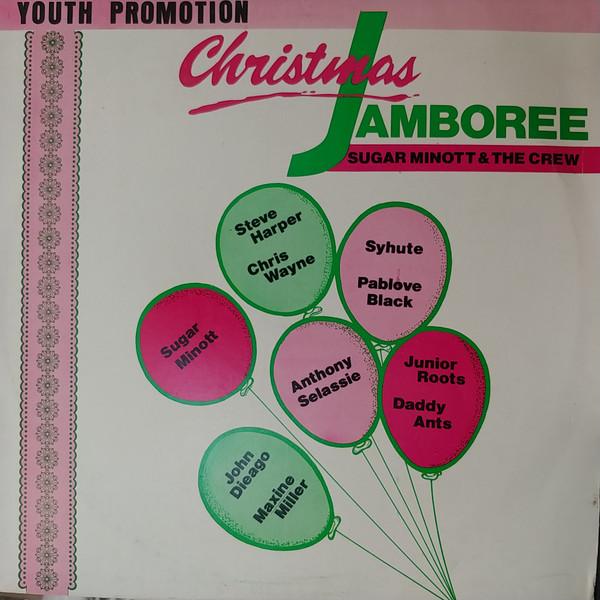 YOUTH PROMOTION
Christmas
JAMBOREE
SUGAR MINOTT & THE CREW
Steve
Harper
Chris
Wayne
Syhute
Pablove
Black
Sugar
Minott
Anthony
Selassie
Junior
Roots
Daddy
Ants
John
Dieago
Maxine
Miller